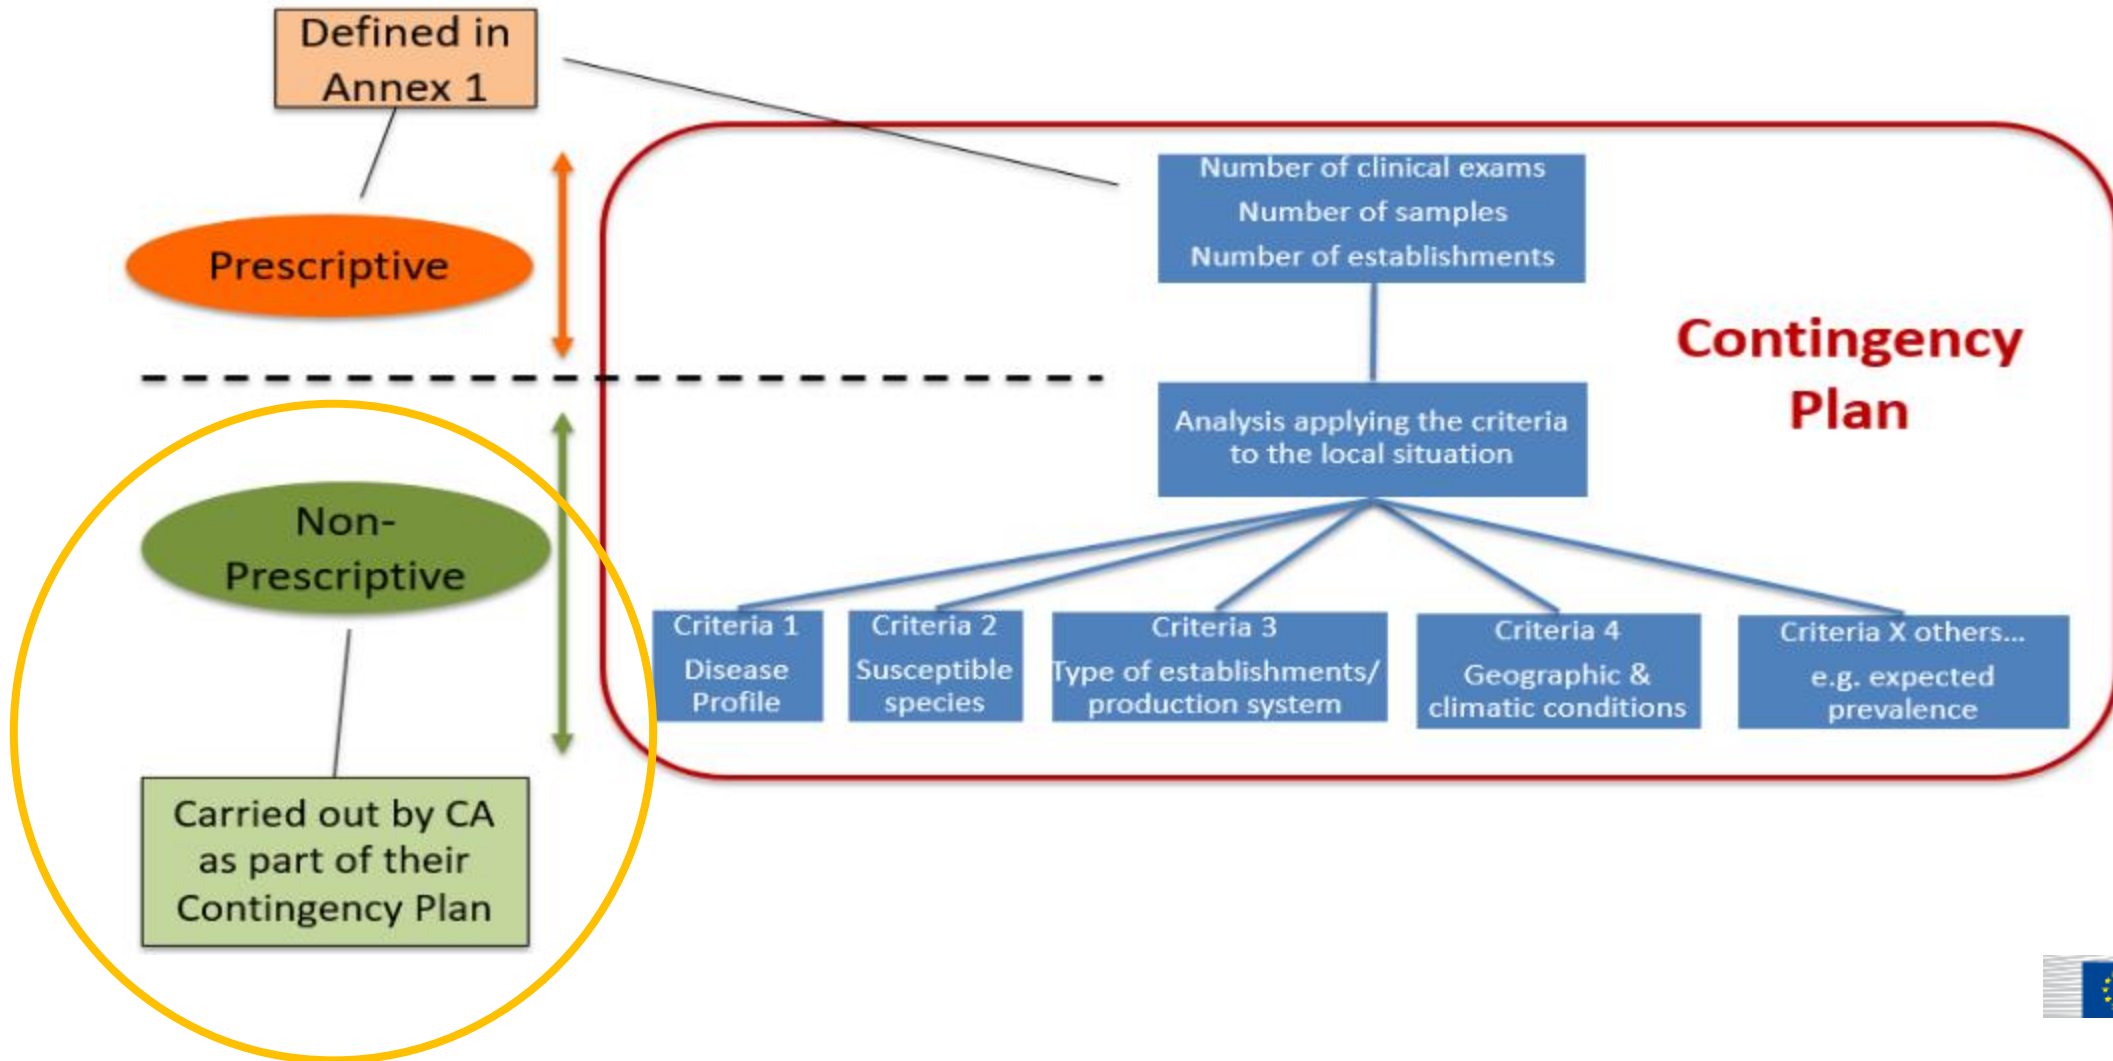 Defined in
Annex 1
Prescriptive
Non-
Prescriptive
Carried out by CA
as part of their
Contingency Plan
Number of clinical exams
Number of samples
Number of establishments
Contingency
Plan
Analysis applying the criteria
to the local situation
Criteria 1
Disease
Profile
Criteria 2
Susceptible
species
Criteria 3
Type of establishments/
production system
Criteria 4
Geographic &
climatic conditions
Criteria X others...
e.g. expected
prevalence